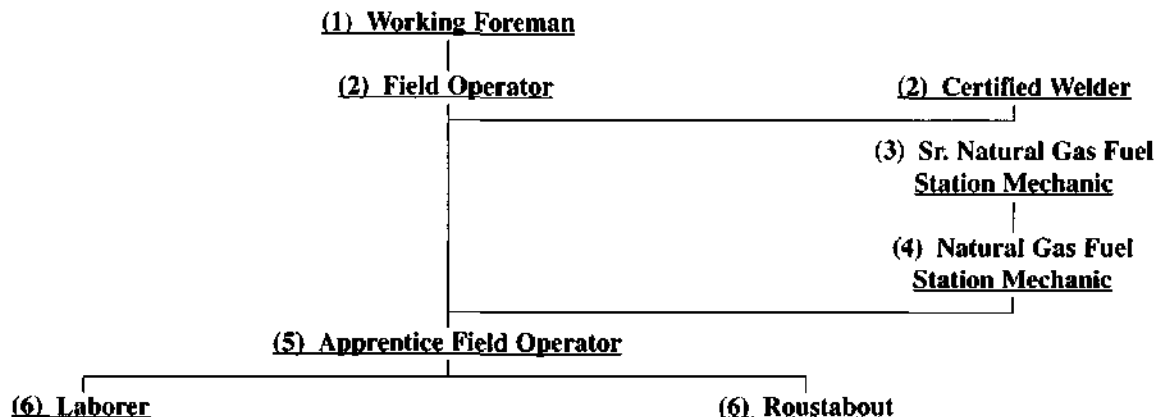 (1) Working Foreman
(2) Field Operator
(2) Certified Welder
(3) Sr. Natural Gas Fuel
Station Mechanic
(4) Natural Gas Fuel
Station Mechanic
(5) Apprentice Field Operator
(6) Laborer
(6) Roustabout